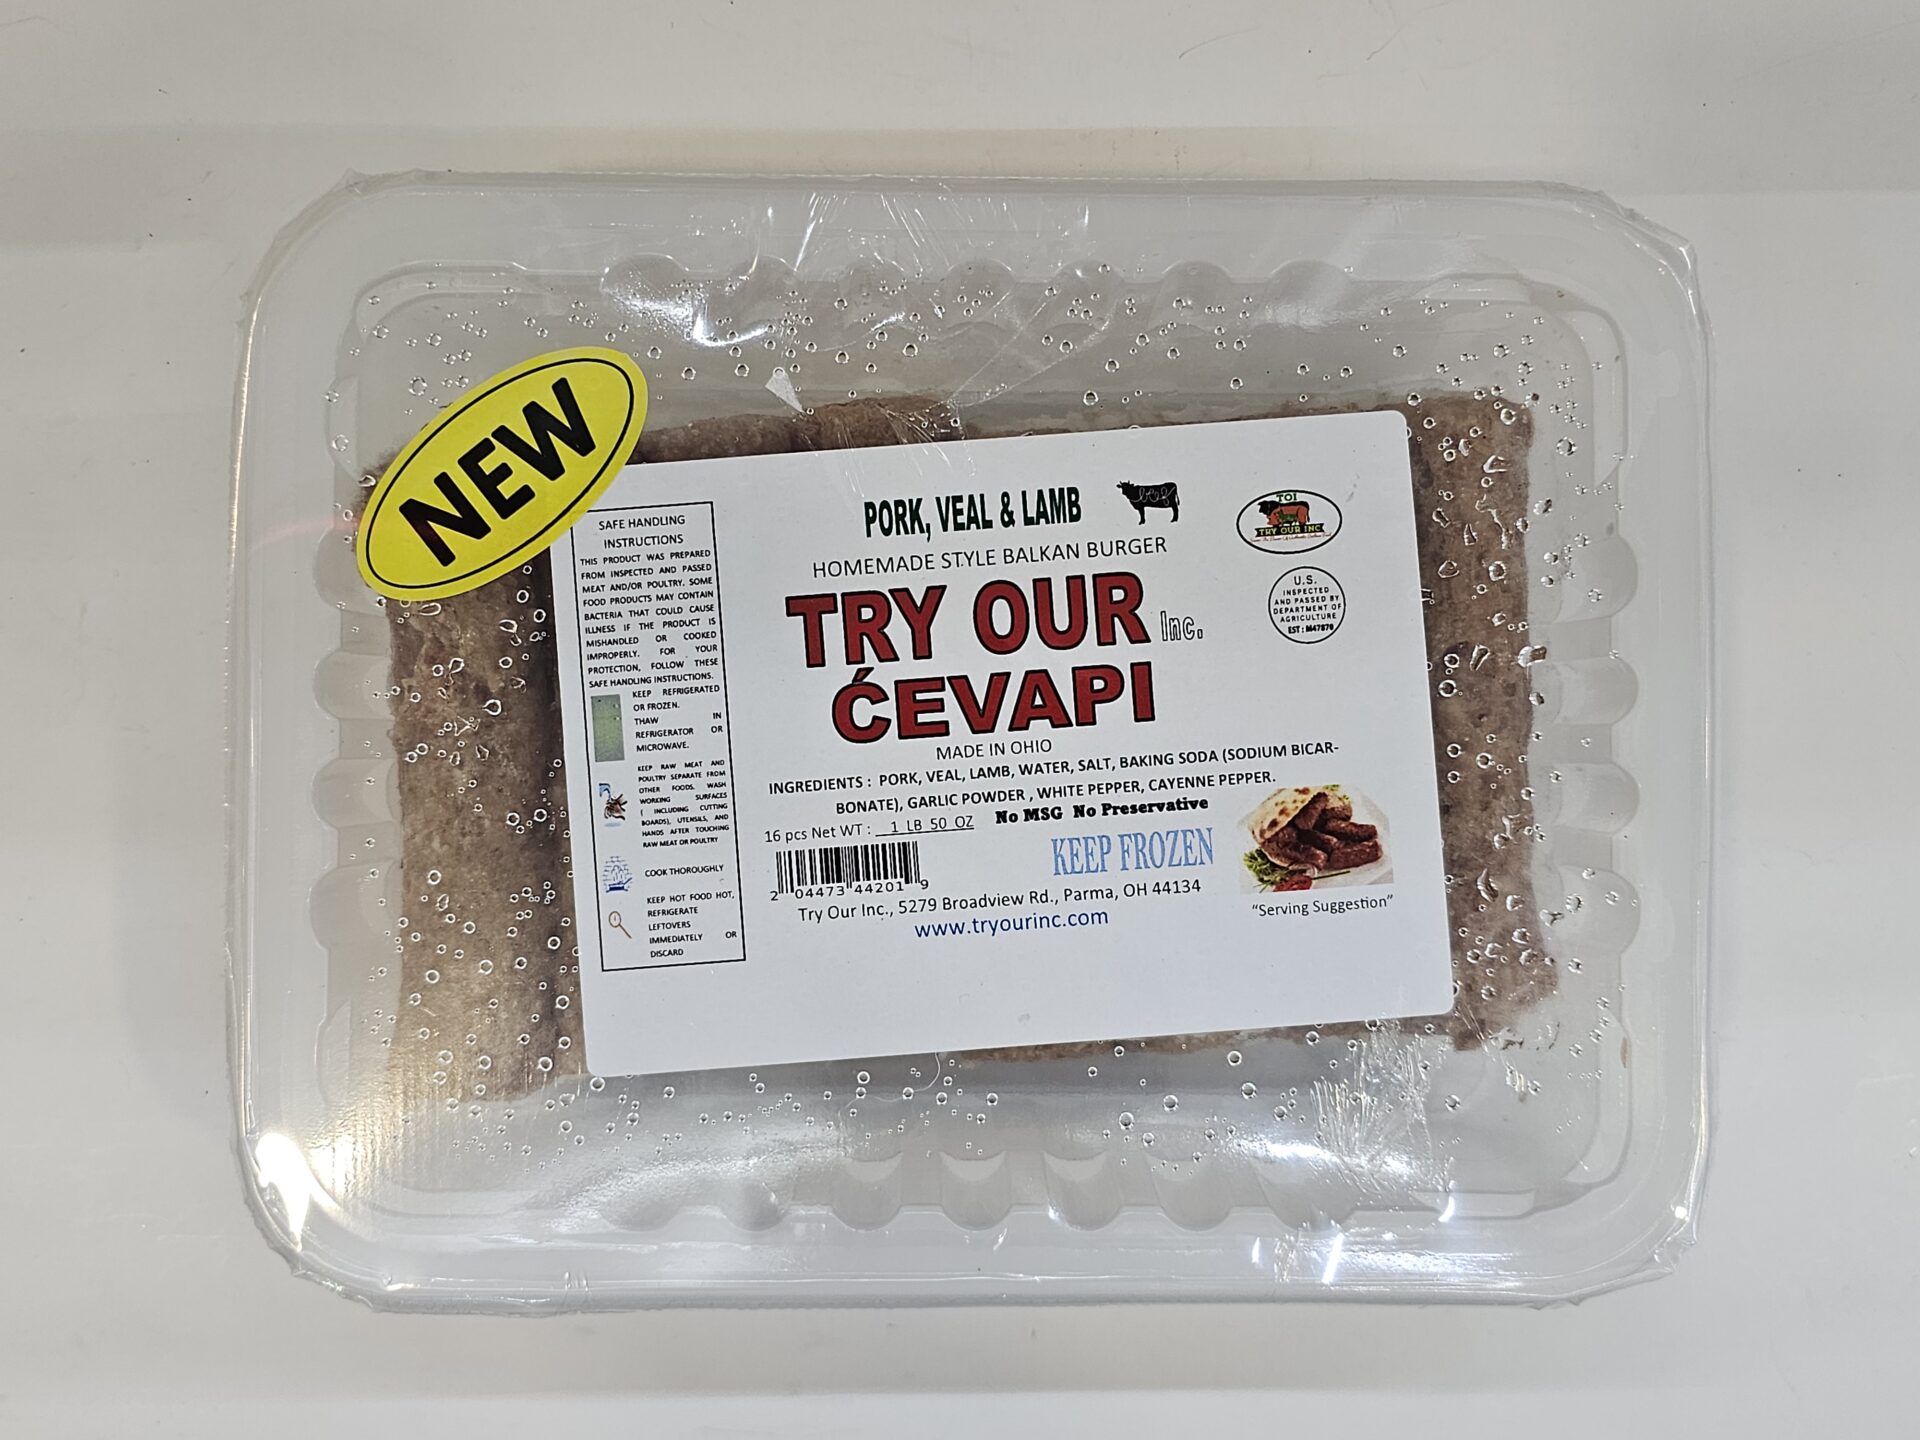 NEW
SAFE HANDLING
INSTRUCTIONS
THIS PRODUCT WAS PREPARED
FROM INSPECTED AND PASSED
MEAT AND/OR POULTRY. SOME
FOOD PRODUCTS MAY CONTAIN
BACTERIA THAT COULD CAUSE
ILLNESS IF THE PRODUCT IS
MISHANDLED OR COOKED
IMPROPERLY. FOR YOUR
PROTECTION, FOLLOW THESE
SAFE HANDLING INSTRUCTIONS.
KEEP REFRIGERATED
OR FROZEN.
THAW IN
REFRIGERATOR OR
MICROWAVE.
KEEP RAW MEAT AND
POULTRY SEPARATE FROM
OTHER FOODS. WASH
WORKING SURFACES
( INCLUDING CUTTING
BOARDS), UTENSILS, AND
HANDS AFTER TOUCHING
RAW MEAT OR POULTRY
COOK THOROUGHLY
KEEP HOT FOOD HOT,
REFRIGERATE
LEFTOVERS
IMMEDIATELY OR
DISCARD
PORK, VEAL & LAMB
beef
HOMEMADE STYLE BALKAN BURGER
TRY OUR Inc.
ĆEVAPI
MADE IN OHIO
INGREDIENTS : PORK, VEAL, LAMB, WATER, SALT, BAKING SODA (SODIUM BICAR-
BONATE), GARLIC POWDER , WHITE PEPPER, CAYENNE PEPPER.
16 pcs Net WT : 1 LB 50 OZ No MSG No Preservative
KEEP FROZEN
2 04473 44201 9
Try Our Inc., 5279 Broadview Rd., Parma, OH 44134
www.tryourinc.com
TOI
TRY OUR INC
U.S.
INSPECTED
AND PASSED BY
DEPARTMENT OF
AGRICULTURE
EST : M47870
"Serving Suggestion"